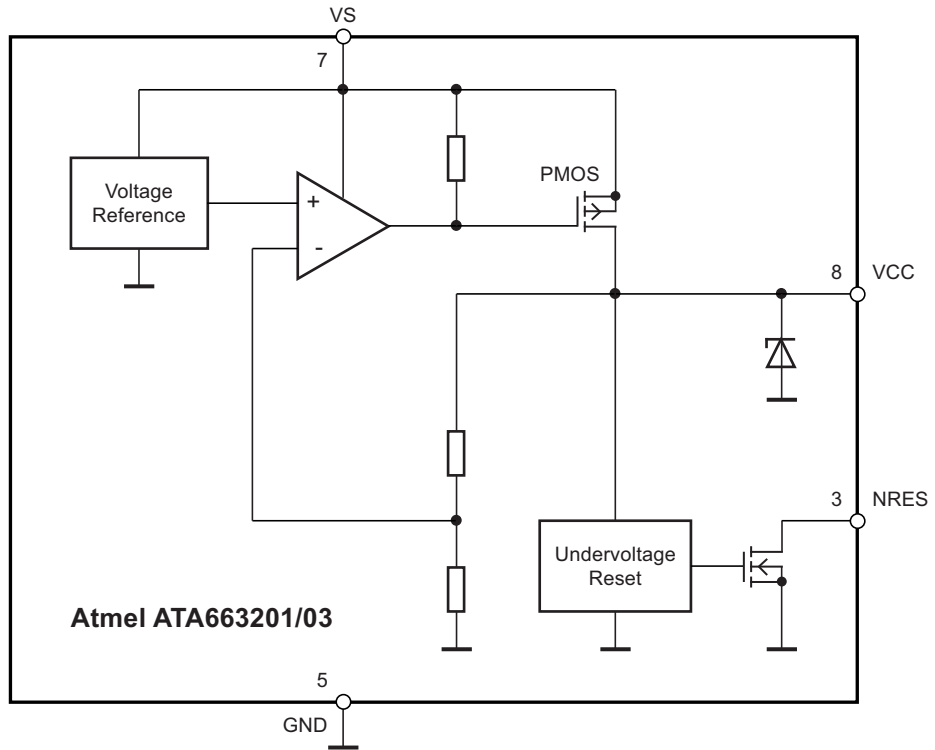 VS
7
PMOS
Voltage
Reference
+
-
8
VCC
3
NRES
Undervoltage
Reset
Atmel ATA663201/03
5
GND